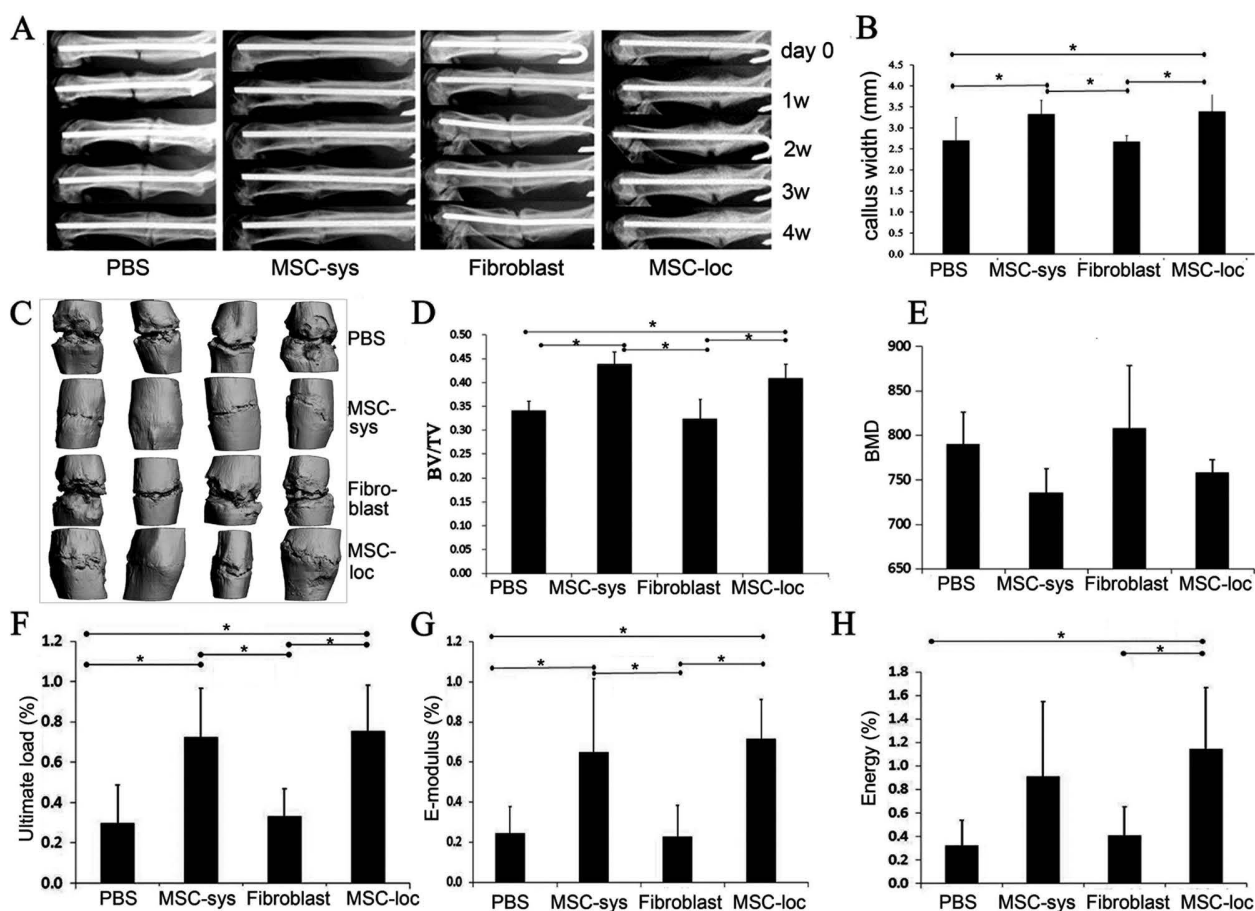 A
day 0
1w
2w
3w
4w
PBS
MSC-sys
Fibroblast
MSC-loc
B
callus width (mm)
4.5
4.0
3.5
3.0
2.5
2.0
1.5
1.0
0.5
0.0
* * * *
PBS
MSC-sys
Fibroblast
MSC-loc
C
PBS
MSC-
sys
Fibro-
blast
MSC-
loc
D
BV/TV
0.50
0.45
0.40
0.35
0.30
0.25
0.20
0.15
0.10
0.05
0.00
* * * *
PBS
MSC-sys
Fibroblast
MSC-loc
E
BMD
900
850
800
750
700
650
PBS
MSC-sys
Fibroblast
MSC-loc
F
Ultimate load (%)
1.2
1.0
0.8
0.6
0.4
0.2
0.0
* * * *
PBS
MSC-sys
Fibroblast
MSC-loc
G
E-modulus (%)
1.2
1.0
0.8
0.6
0.4
0.2
0.0
* * * *
PBS
MSC-sys
Fibroblast
MSC-loc
H
Energy (%)
1.8
1.6
1.4
1.2
1.0
0.8
0.6
0.4
0.2
0.0
* *
PBS
MSC-sys
Fibroblast
MSC-loc